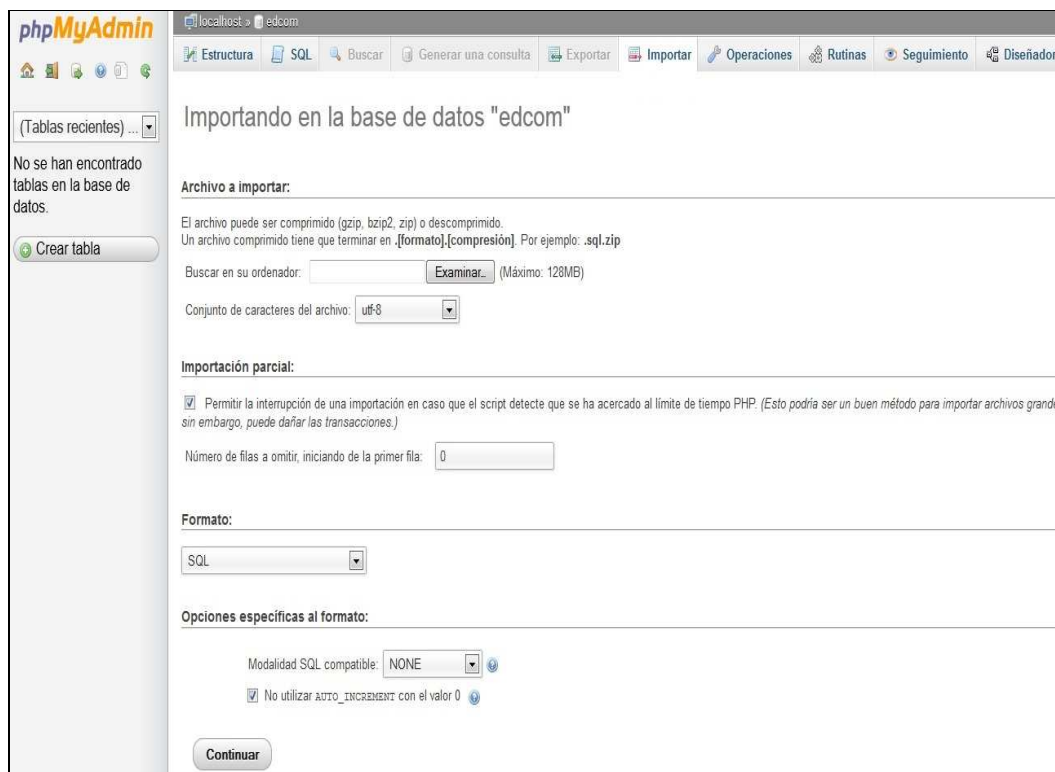 phpMyAdmin
localhost » edcom
Estructura SQL Buscar Generar una consulta Exportar Importar Operaciones Rutinas Seguimiento Diseñador
(Tablas recientes) ...
No se han encontrado
tablas en la base de
datos.
Crear tabla
Importando en la base de datos "edcom"
Archivo a importar:
El archivo puede ser comprimido (gzip, bzip2, zip) o descomprimido.
Un archivo comprimido tiene que terminar en .[formato].[compresión]. Por ejemplo: .sql.zip
Buscar en su ordenador: Examinar.. (Máximo: 128MB)
Conjunto de caracteres del archivo: utf-8
Importación parcial:
Permitir la interrupción de una importación en caso que el script detecte que se ha acercado al límite de tiempo PHP. (Esto podría ser un buen método para importar archivos grande
sin embargo, puede dañar las transacciones.)
Número de filas a omitir, iniciando de la primer fila: 0
Formato:
SQL
Opciones específicas al formato:
Modalidad SQL compatible: NONE
No utilizar AUTO_INCREMENT con el valor 0
Continuar